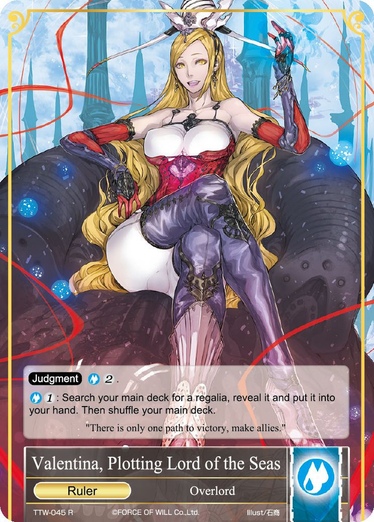 Judgment 2 .
1 : Search your main deck for a regalia, reveal it and put it into
your hand. Then shuffle your main deck.
"There is only one path to victory, make allies."
Valentina, Plotting Lord of the Seas
Ruler Overlord
TTW-045 R ©FORCE OF WILL Co.,Ltd. Illust/石商